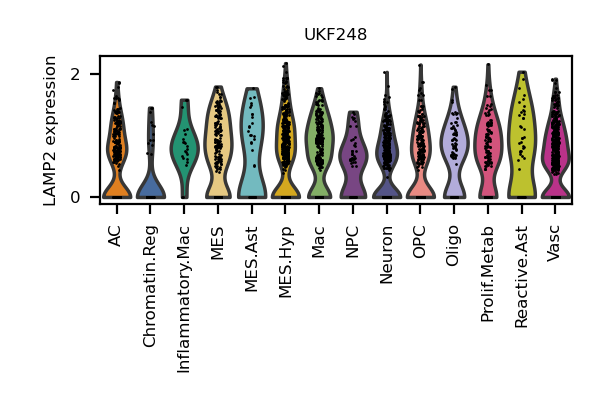 UKF248
LAMP2 expression
2
0
AC
Chromatin.Reg
Inflammatory.Mac
MES
MES.Ast
MES.Hyp
Mac
NPC
Neuron
OPC
Oligo
Prolif.Metab
Reactive.Ast
Vasc